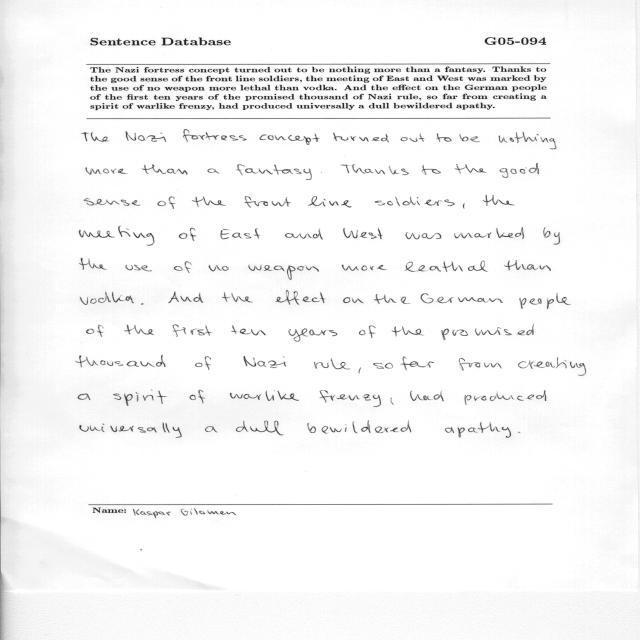 Sentence Database G05-094
The Nazi fortress concept turned out to be nothing more than a fantasy. Thanks to
the good sense of the front line soldiers, the meeting of East and West was marked by
the use of no weapon more lethal than vodka. And the effect on the German people
of the first ten years of the promised thousand of Nazi rule, so far from creating a
spirit of warlike frenzy, had produced universally a dull bewildered apathy.
The Nazi fortress concept turned out to be nothing
more than a fantasy. Thanks to the good
sense of the front line soldiers, the
meeting of East and West was marked by
the use of no weapon more leathal than
vodka. And the effect on the German people
of the first ten years of the promised
thousand of Nazi rule, so far from creating
a spirit of warlike frenzy, had produced
universally a dull bewildered apathy.
Name: Kaspar